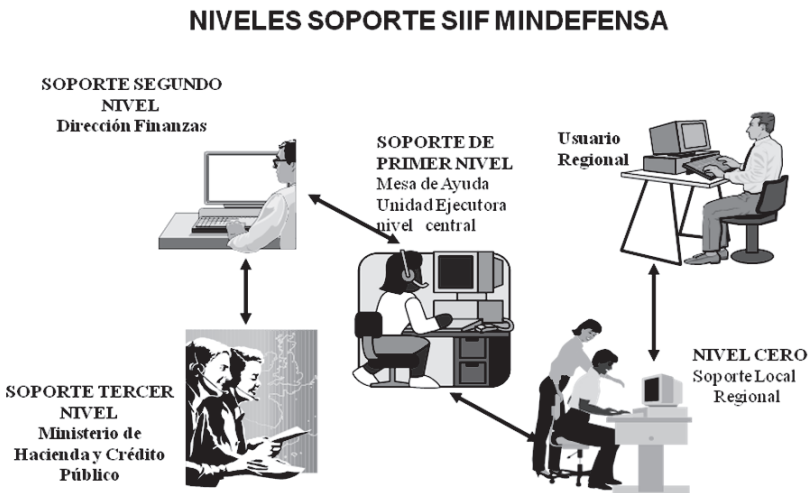 NIVELES SOPORTE SIIF MINDEFENSA
SOPORTE SEGUNDO
NIVEL
Dirección Finanzas
SOPORTE DE
PRIMER NIVEL
Mesa de Ayuda
Unidad Ejecutora
nivel central
Usuario
Regional
NIVEL CERO
Soporte Local
Regional
SOPORTE TERCER
NIVEL
Ministerio de
Hacienda y Crédito
Público